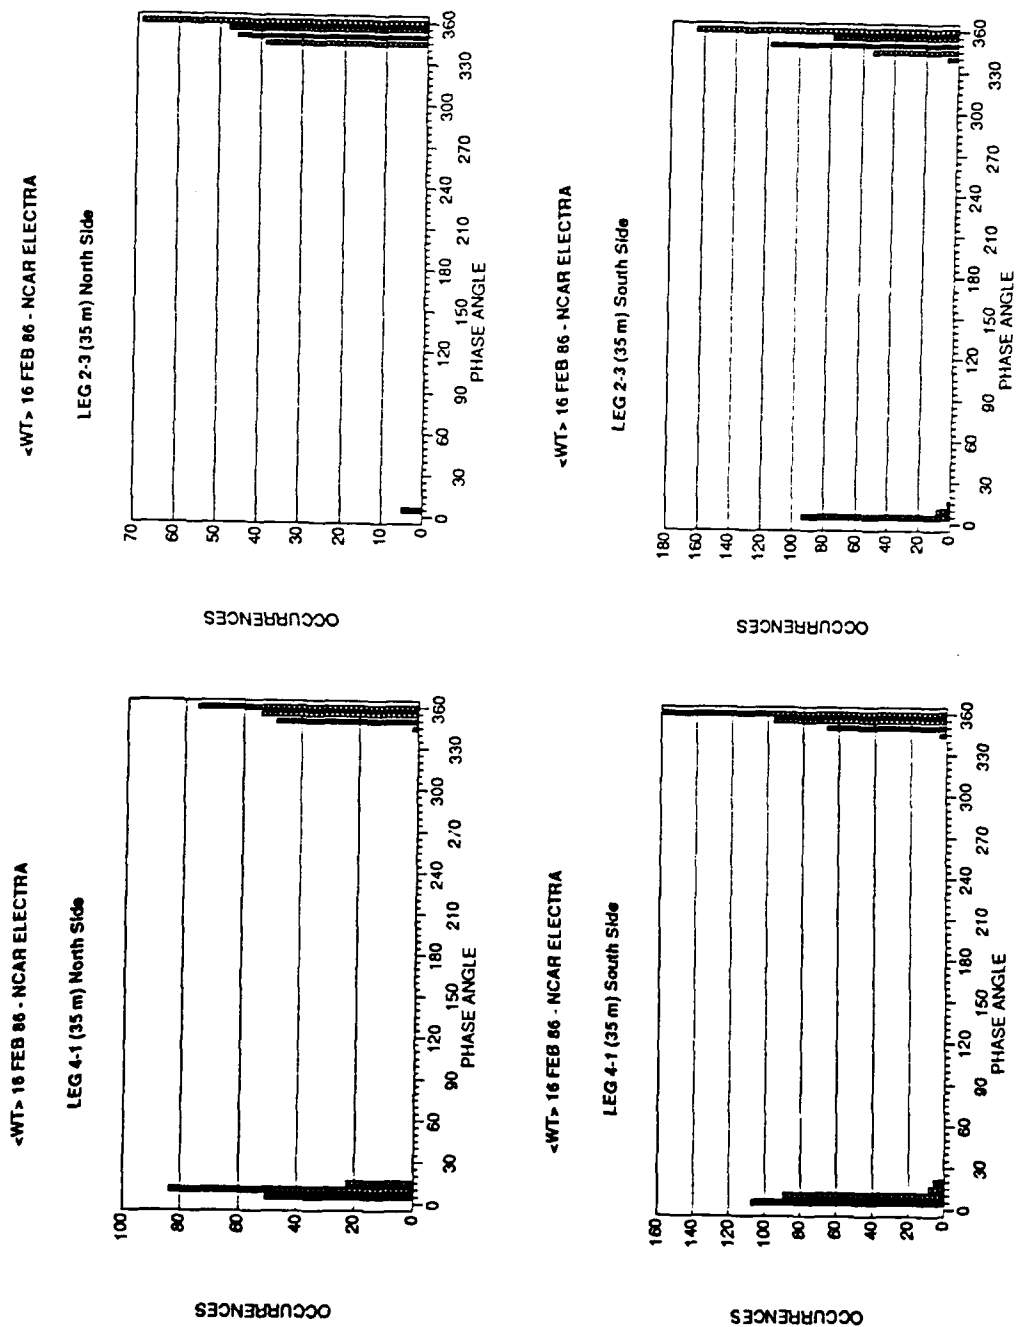 <WT> 16 FEB 86 - NCAR ELECTRA
LEG 4-1 (35 m) North Side
OCCURRENCES
100
80
60
40
20
0
0 30 60 90 120 150 180 210 240 270 300 330 360
PHASE ANGLE
<WT> 16 FEB 86 - NCAR ELECTRA
LEG 2-3 (35 m) North Side
OCCURRENCES
70
60
50
40
30
20
10
0
0 30 60 90 120 150 180 210 240 270 300 330 360
PHASE ANGLE
<WT> 16 FEB 86 - NCAR ELECTRA
LEG 4-1 (35 m) South Side
OCCURRENCES
160
140
120
100
80
60
40
20
0
0 30 60 90 120 150 180 210 240 270 300 330 360
PHASE ANGLE
<WT> 16 FEB 86 - NCAR ELECTRA
LEG 2-3 (35 m) South Side
OCCURRENCES
180
160
140
120
100
80
60
40
20
0
0 30 60 90 120 150 180 210 240 270 300 330 360
PHASE ANGLE